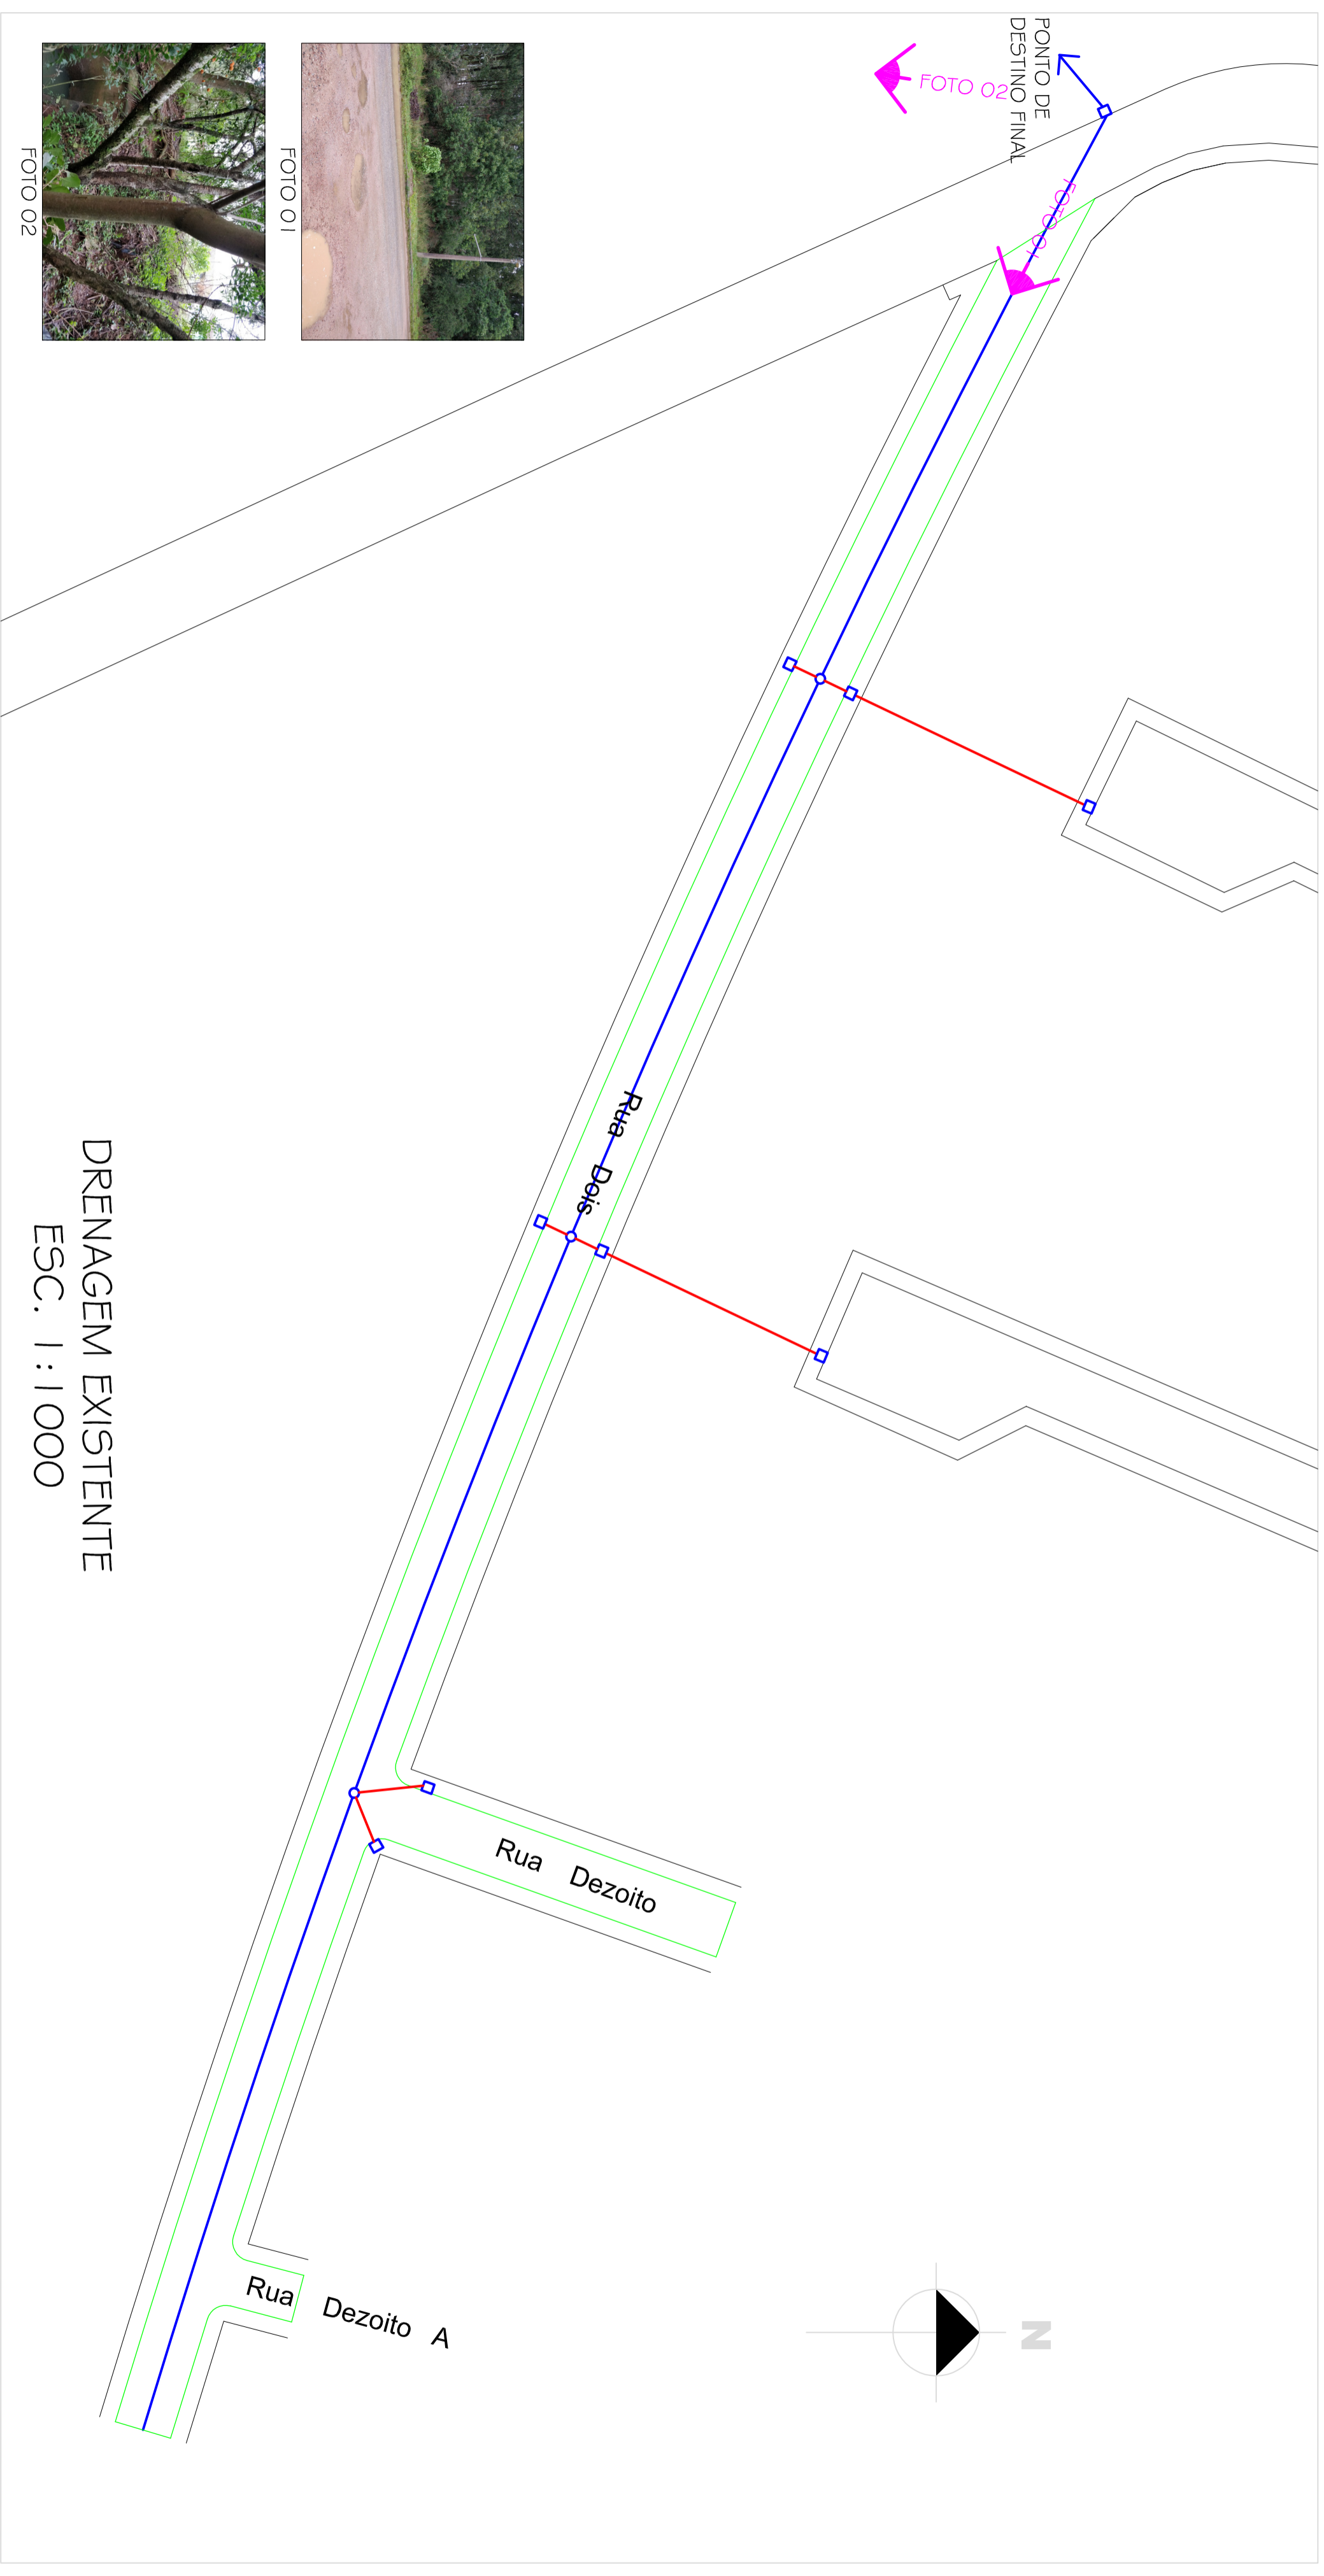 PONTO DE
DESTINO FINAL
FOTO 02
FOTO 01
FOTO 01
FOTO 02
Rua Dois
DRENAGEM EXISTENTE
ESC. 1:1000
Rua Dezoito
Rua Dezoito A
N